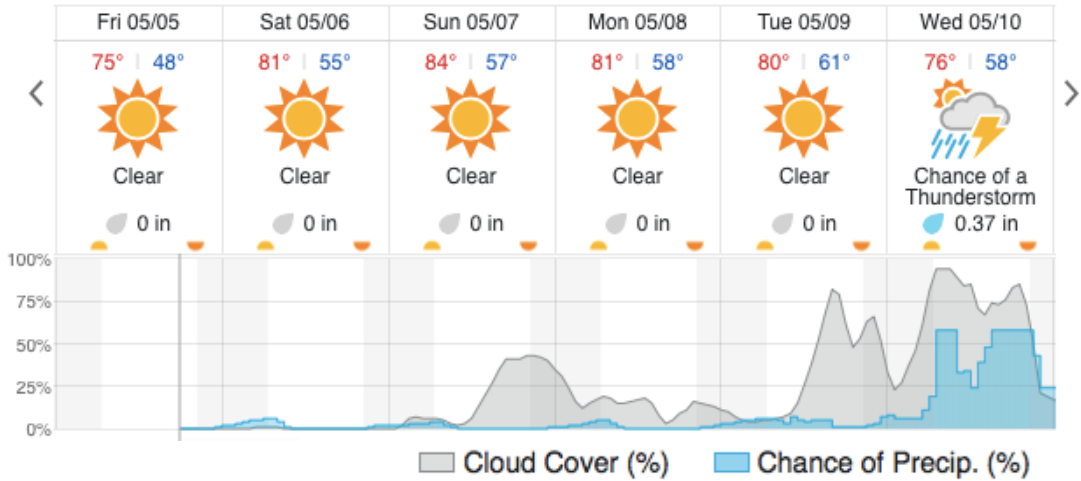 Fri 05/05 Sat 05/06 Sun 05/07 Mon 05/08 Tue 05/09 Wed 05/10
75° | 48° 81° | 55° 84° | 57° 81° | 58° 80° | 61° 76° | 58°
Clear Clear Clear Clear Clear Chance of a
Thunderstorm
0 in 0 in 0 in 0 in 0 in 0.37 in
100%
75%
50%
25%
0%
Cloud Cover (%) Chance of Precip. (%)